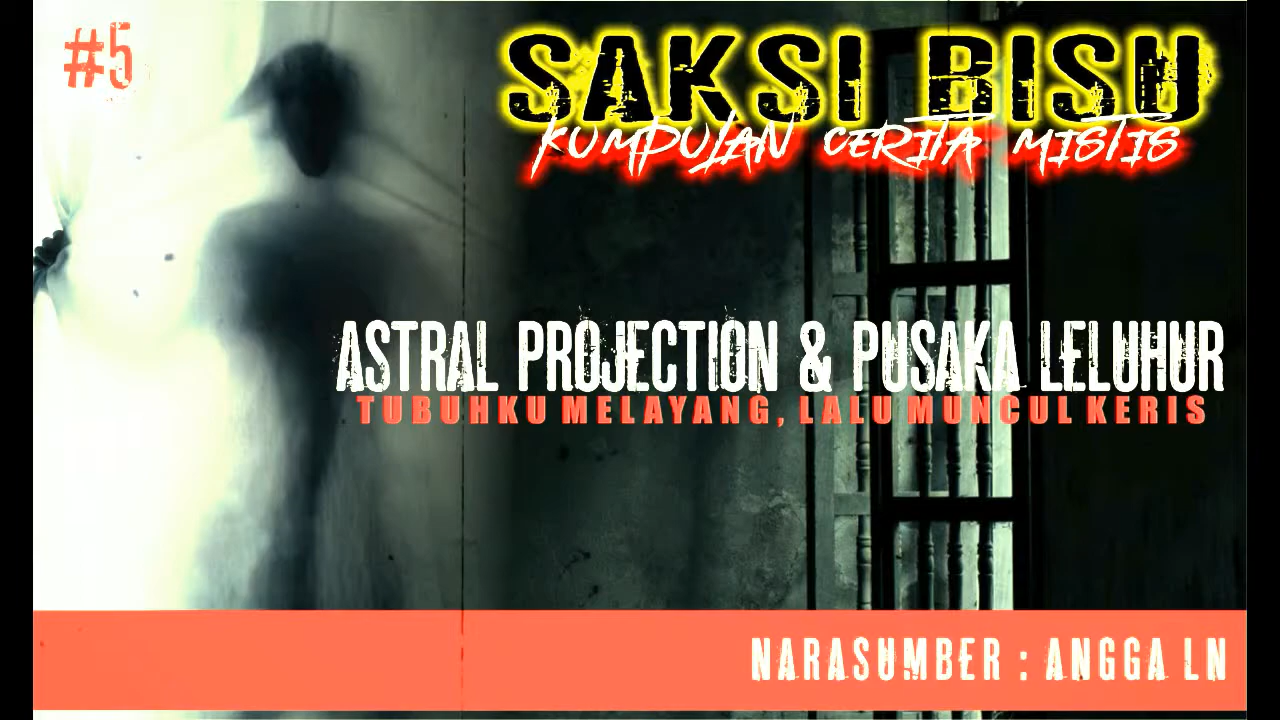 #5
SAKSI BISU
KUMPULAN CERITA MISTIS
ASTRAL PROJECTION & PUSAKA LELUHUR
TUBUHKU MELAYANG, LALU MUNCUL KERIS
NARASUMBER : ANGGA LN